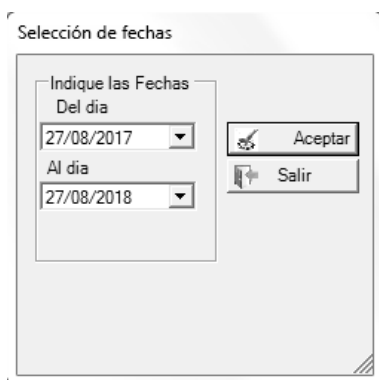 Selección de fechas
Indique las Fechas
Del dia
27/08/2017
Aceptar
Al dia
Salir
27/08/2018